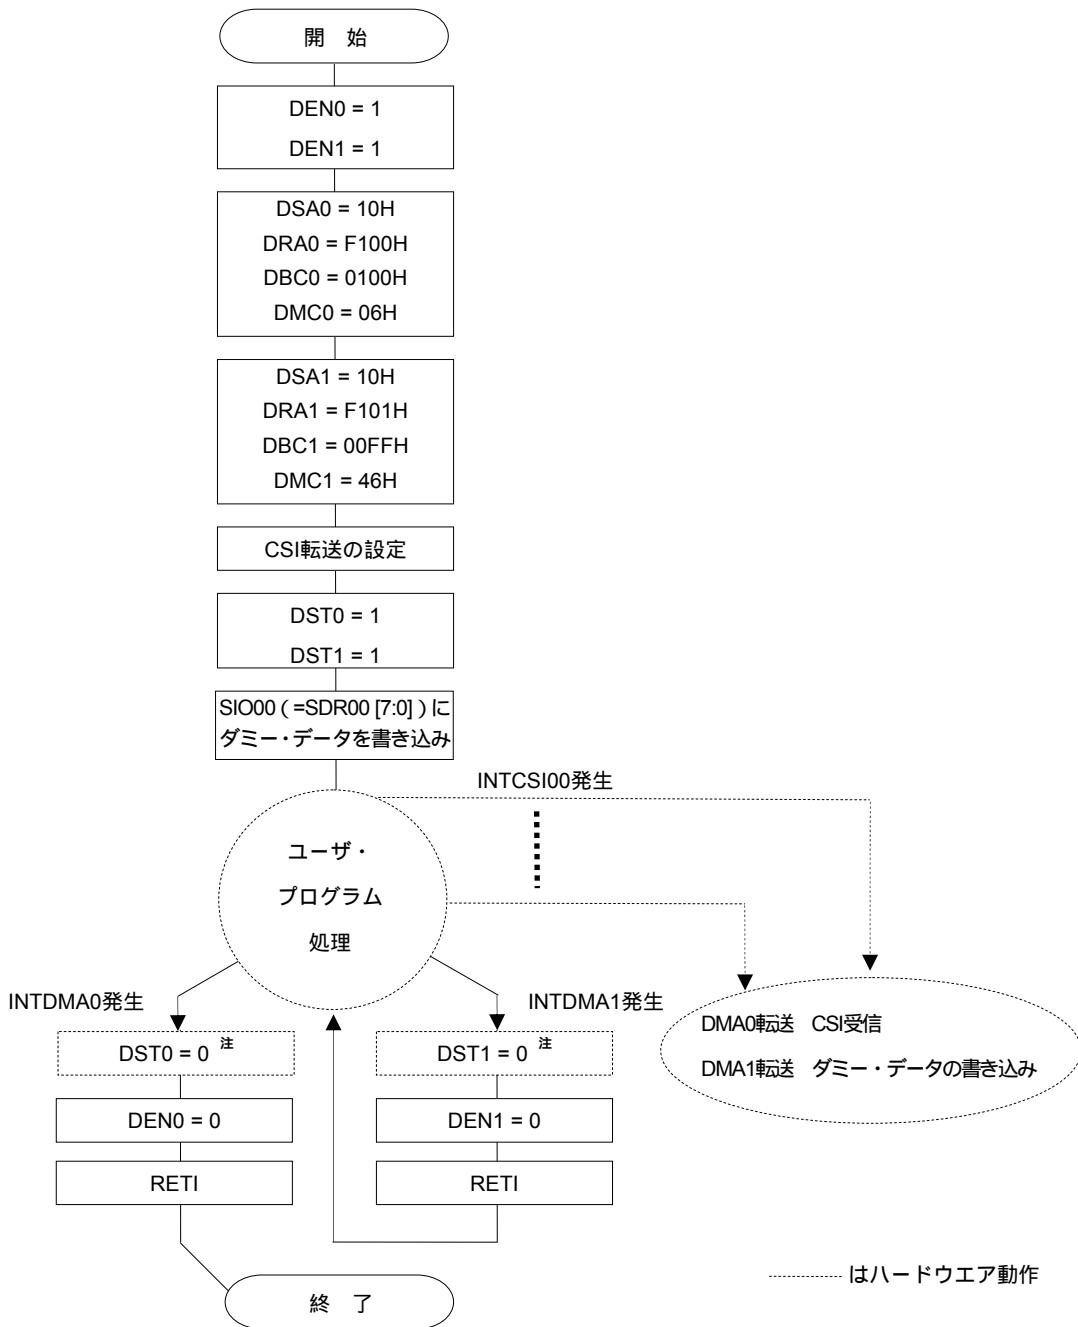 開　始
DEN0 = 1
DEN1 = 1
DSA0 = 10H
DRA0 = F100H
DBC0 = 0100H
DMC0 = 06H
DSA1 = 10H
DRA1 = F101H
DBC1 = 00FFH
DMC1 = 46H
CSI転送の設定
DST0 = 1
DST1 = 1
SIO00（=SDR00 [7:0]）に
ダミー・データを書き込み
INTCSI00発生
ユーザ・
プログラム
処理
INTDMA0発生
INTDMA1発生
DST0 = 0 注
DST1 = 0 注
DMA0転送　CSI受信
DMA1転送　ダミー・データの書き込み
DEN0 = 0
DEN1 = 0
RETI
RETI
はハードウエア動作
終　了